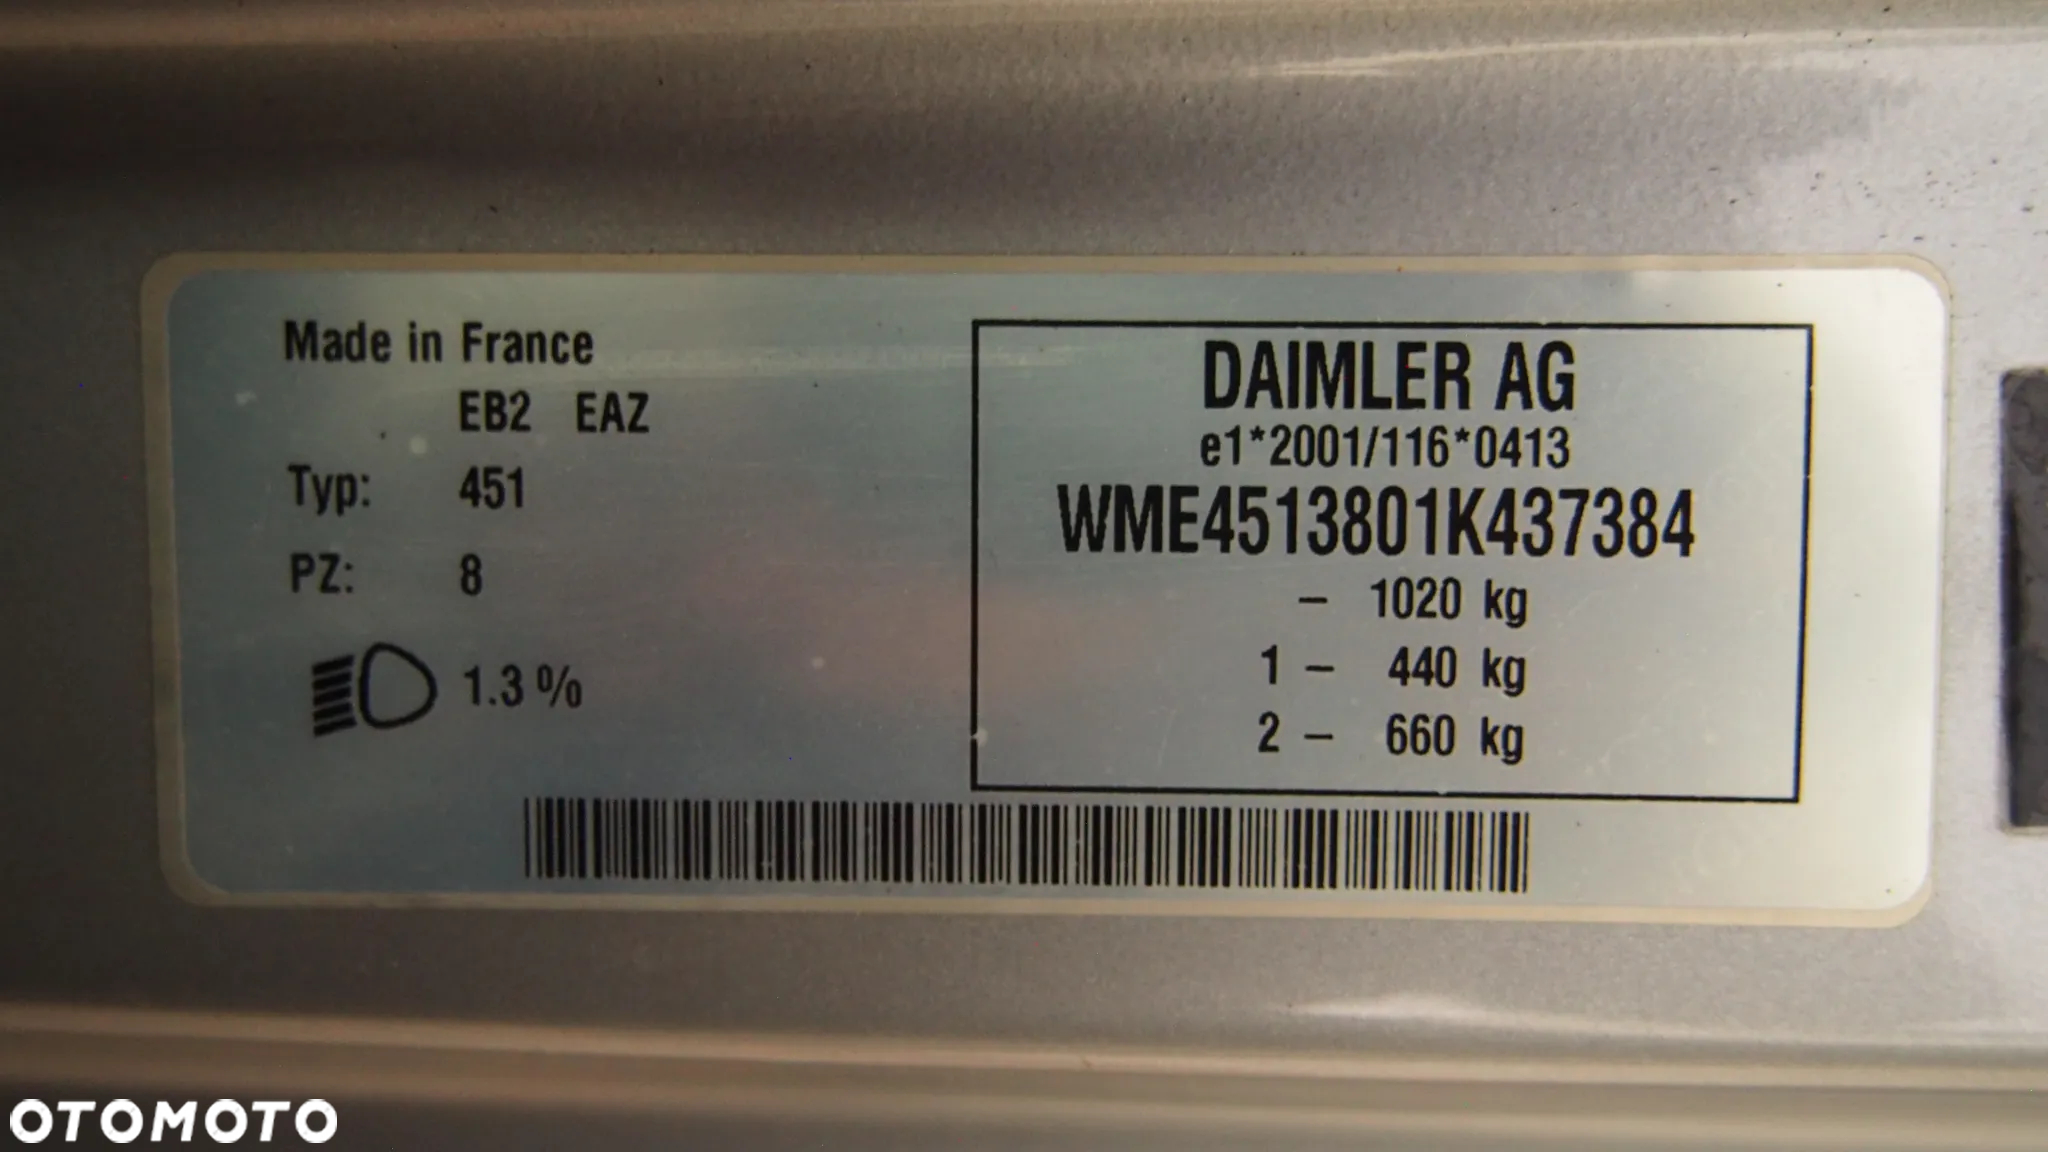 Made in France
EB2 EAZ
Typ: 451
PZ: 8
1.3 %
DAIMLER AG
e1*2001/116*0413
WME4513801K437384
- 1020 kg
1 - 440 kg
2 - 660 kg
OTOMOTO